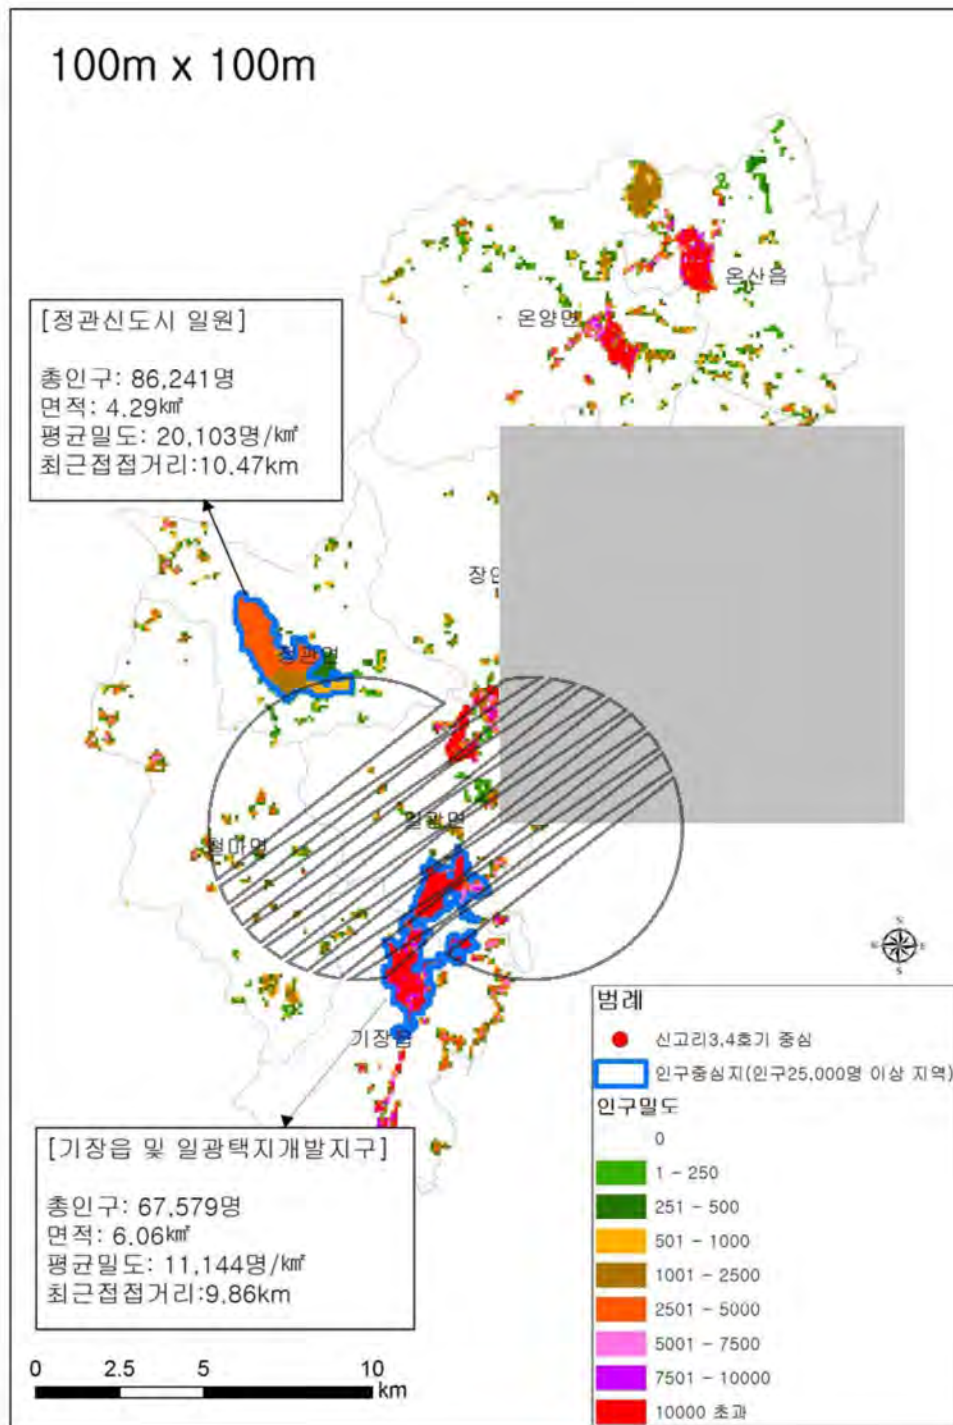 100m x 100m
온산읍
온양면
[정관신도시 일원]
총인구: 86,241명
면적: 4.29㎢
평균밀도: 20,103명/㎢
최근접접거리:10.47km
정관면
일광면
철마면
기장읍
[기장읍 및 일광택지개발지구]
총인구: 67,579명
면적: 6.06㎢
평균밀도: 11,144명/㎢
최근접접거리:9.86km
0 2.5 5 10
km
S
E
S
범례
신고리3,4호기 중심
인구중심지(인구25,000명 이상 지역)
인구밀도
0
1 - 250
251 - 500
501 - 1000
1001 - 2500
2501 - 5000
5001 - 7500
7501 - 10000
10000 초과